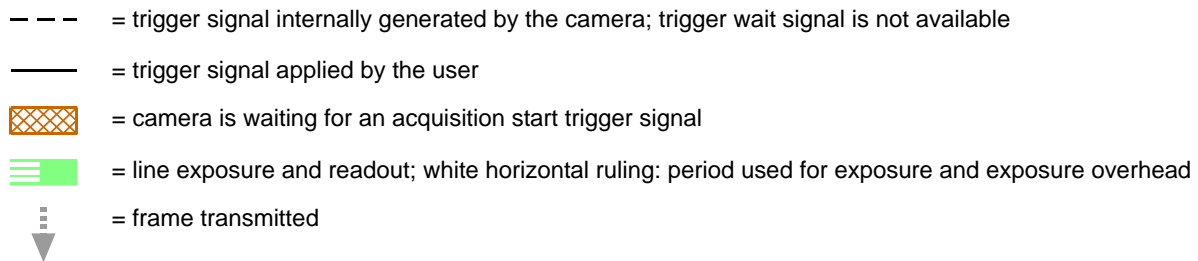 = trigger signal internally generated by the camera; trigger wait signal is not available
= trigger signal applied by the user
= camera is waiting for an acquisition start trigger signal
= line exposure and readout; white horizontal ruling: period used for exposure and exposure overhead
= frame transmitted